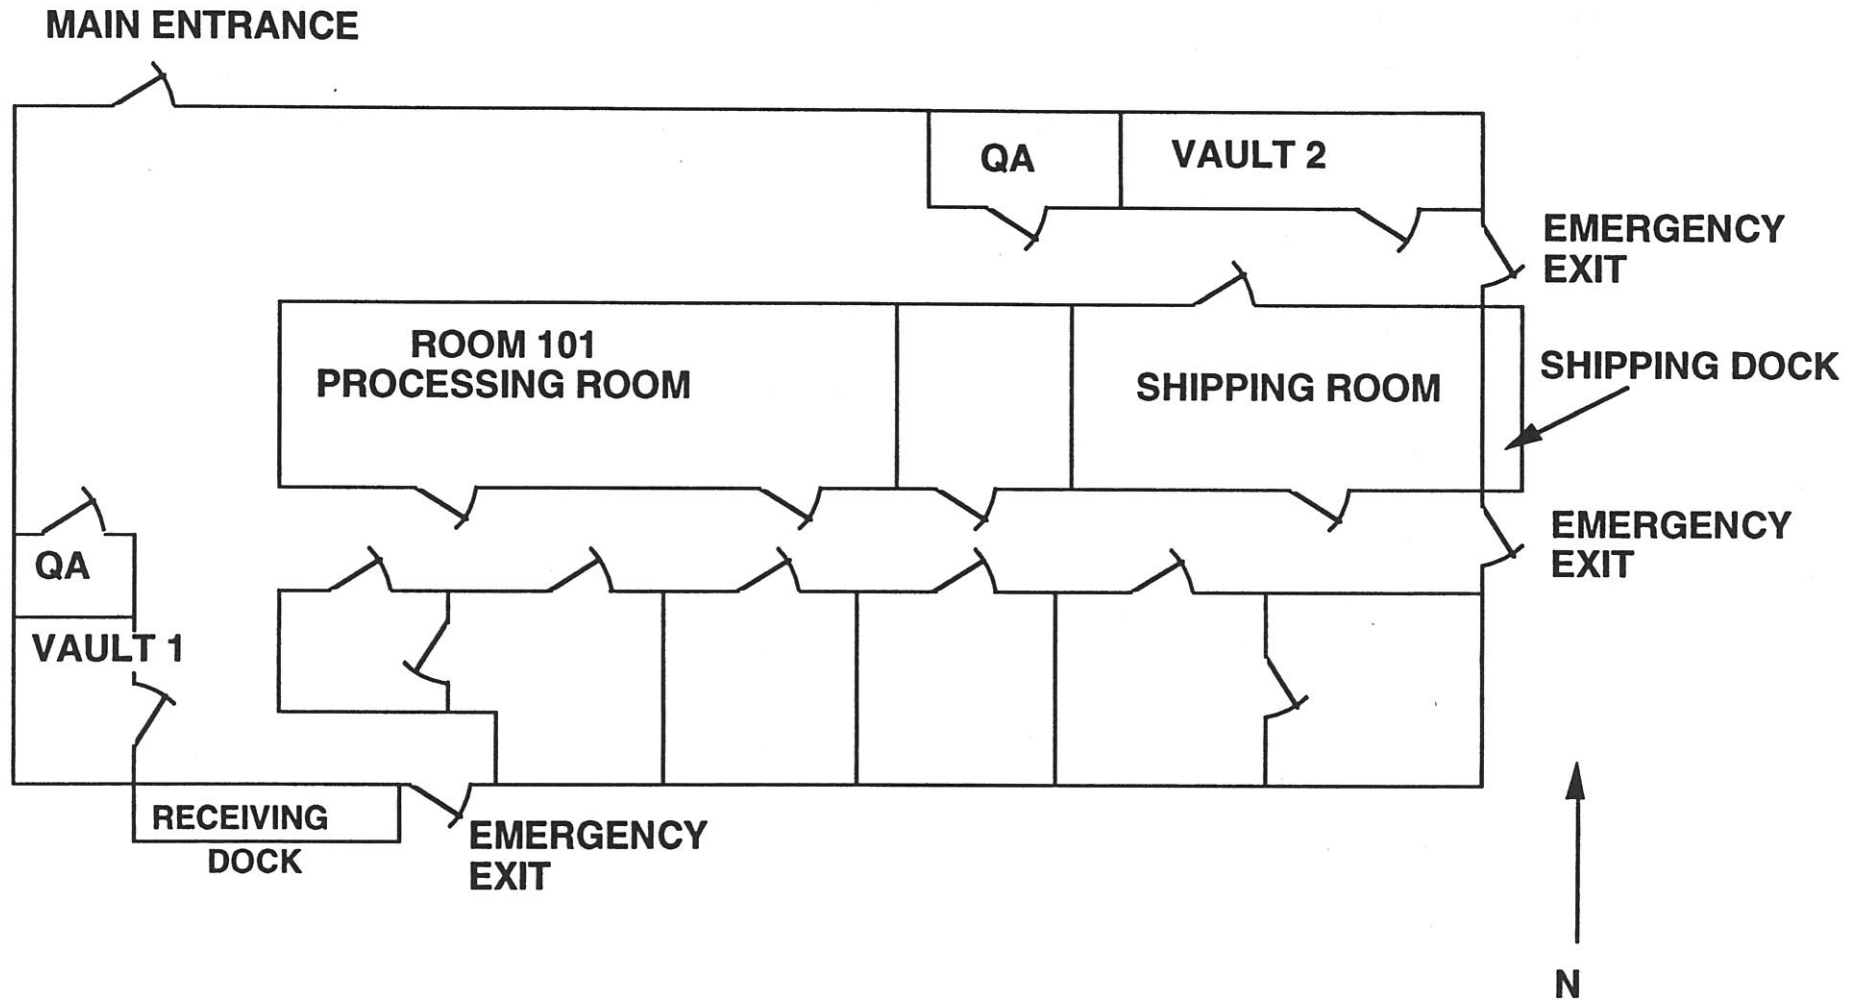 MAIN ENTRANCE
QA
VAULT 2
EMERGENCY
EXIT
ROOM 101
PROCESSING ROOM
SHIPPING ROOM
SHIPPING DOCK
EMERGENCY
EXIT
QA
VAULT 1
RECEIVING
DOCK
EMERGENCY
EXIT
N